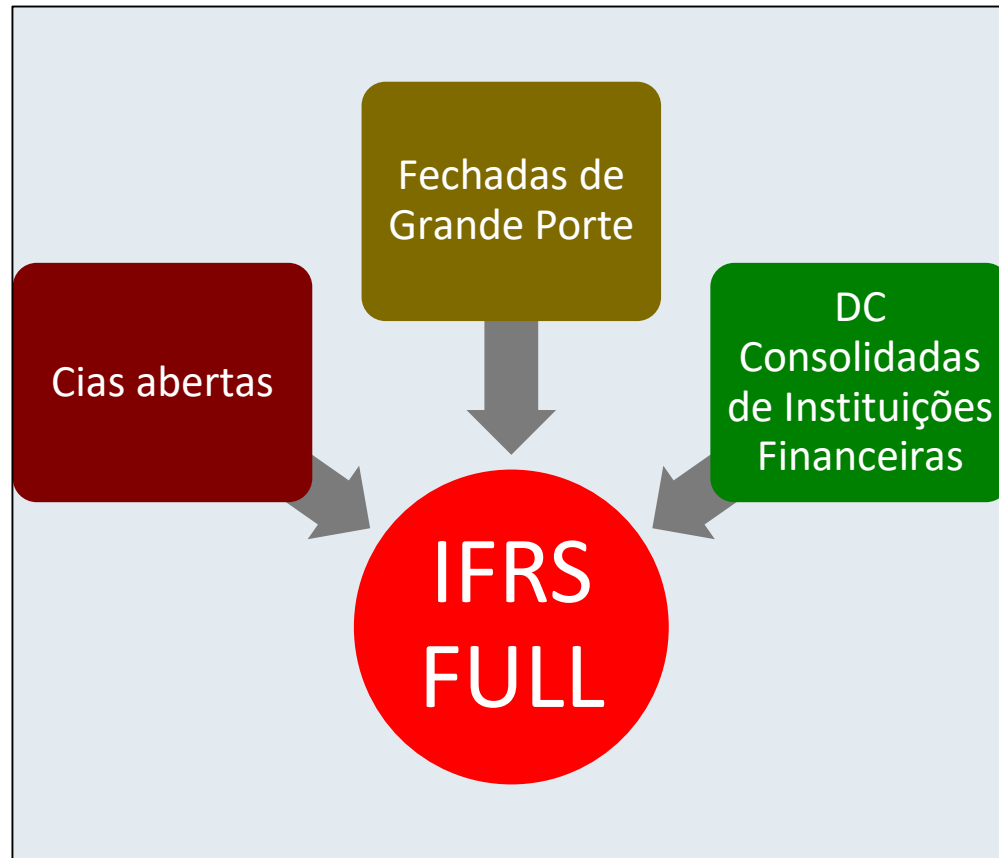 Fechadas de
Grande Porte
Cias abertas
DC
Consolidadas
de Instituições
Financeiras
IFRS
FULL